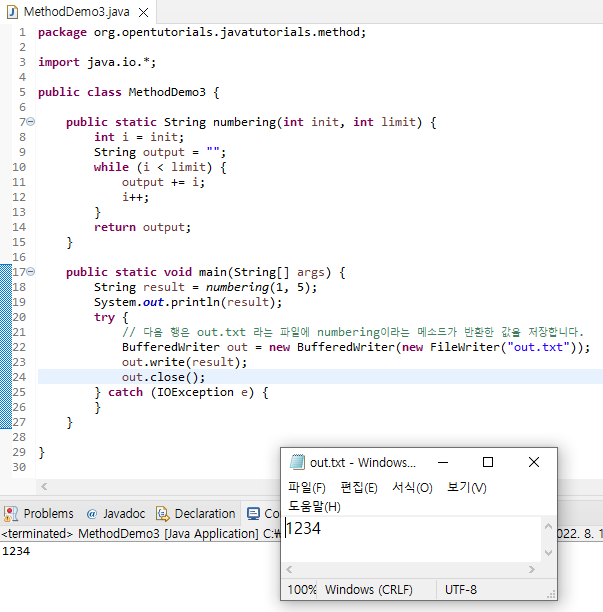 MethodDemo3.java
1 package org.opentutorials.javatutorials.method;
2
3 import java.io.*;
4
5 public class MethodDemo3 {
6
7 public static String numbering(int init, int limit) {
8 int i = init;
9 String output = "";
10 while (i < limit) {
11 output += i;
12 i++;
13 }
14 return output;
15 }
16
17 public static void main(String[] args) {
18 String result = numbering(1, 5);
19 System.out.println(result);
20 try {
21 // 다음 행은 out.txt 라는 파일에 numbering이라는 메소드가 반환한 값을 저장합니다.
22 BufferedWriter out = new BufferedWriter(new FileWriter("out.txt"));
23 out.write(result);
24 out.close();
25 } catch (IOException e) {
26 }
27 }
28
29 }
30
out.txt - Windows...
파일(F) 편집(E) 서식(O) 보기(V)
도움말(H)
1234
100% Windows (CRLF) UTF-8
Problems @ Javadoc Declaration Co
<terminated> MethodDemo3 [Java Application] C:\ 022. 8. 1
1234